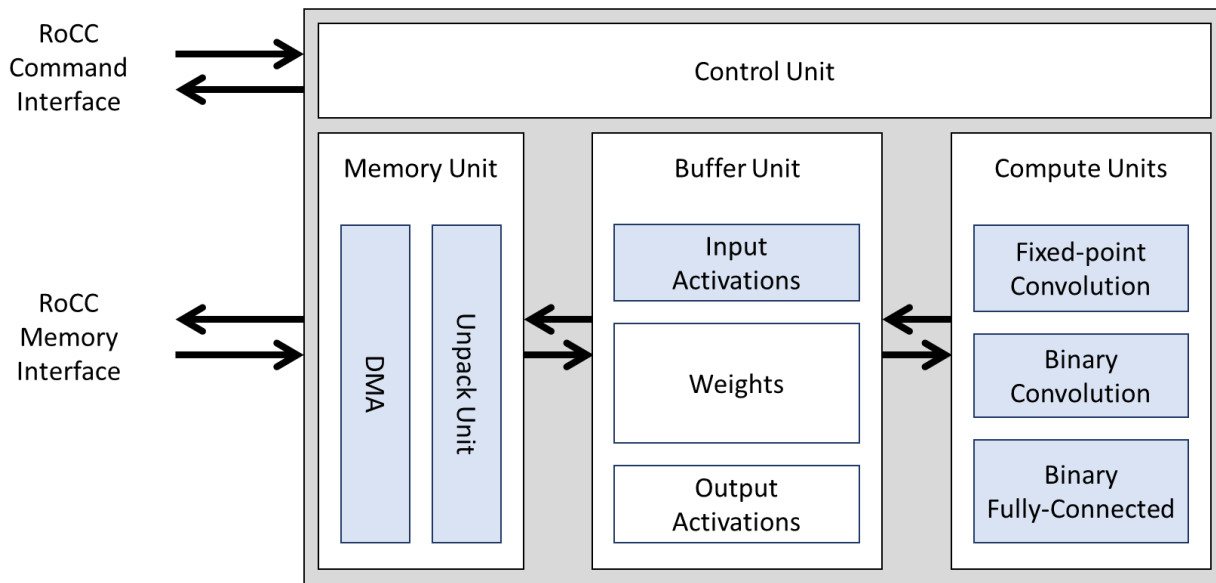 RoCC
Command
Interface
Control Unit
Memory Unit
Buffer Unit
Compute Units
RoCC
Memory
Interface
DMA
Unpack Unit
Input
Activations
Weights
Output
Activations
Fixed-point
Convolution
Binary
Convolution
Binary
Fully-Connected